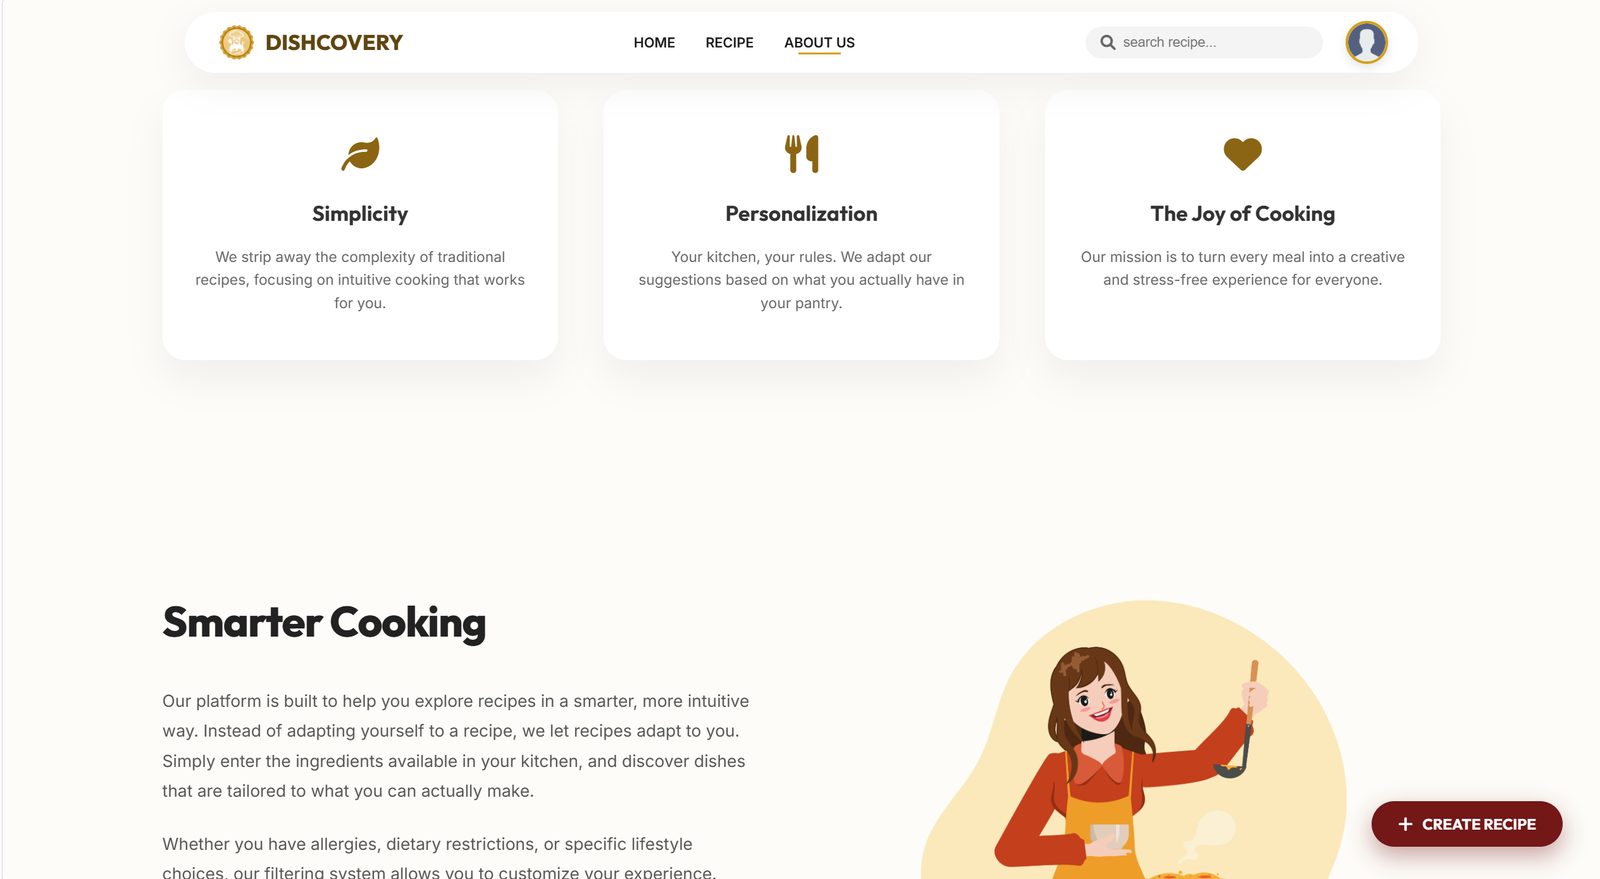 DISHCOVERY
HOME
RECIPE
ABOUT US
search recipe...
Simplicity
We strip away the complexity of traditional
recipes, focusing on intuitive cooking that works
for you.
Personalization
Your kitchen, your rules. We adapt our
suggestions based on what you actually have in
your pantry.
The Joy of Cooking
Our mission is to turn every meal into a creative
and stress-free experience for everyone.
Smarter Cooking
Our platform is built to help you explore recipes in a smarter, more intuitive
way. Instead of adapting yourself to a recipe, we let recipes adapt to you.
Simply enter the ingredients available in your kitchen, and discover dishes
that are tailored to what you can actually make.
Whether you have allergies, dietary restrictions, or specific lifestyle
choices, our filtering system allows you to customize your experience.
CREATE RECIPE